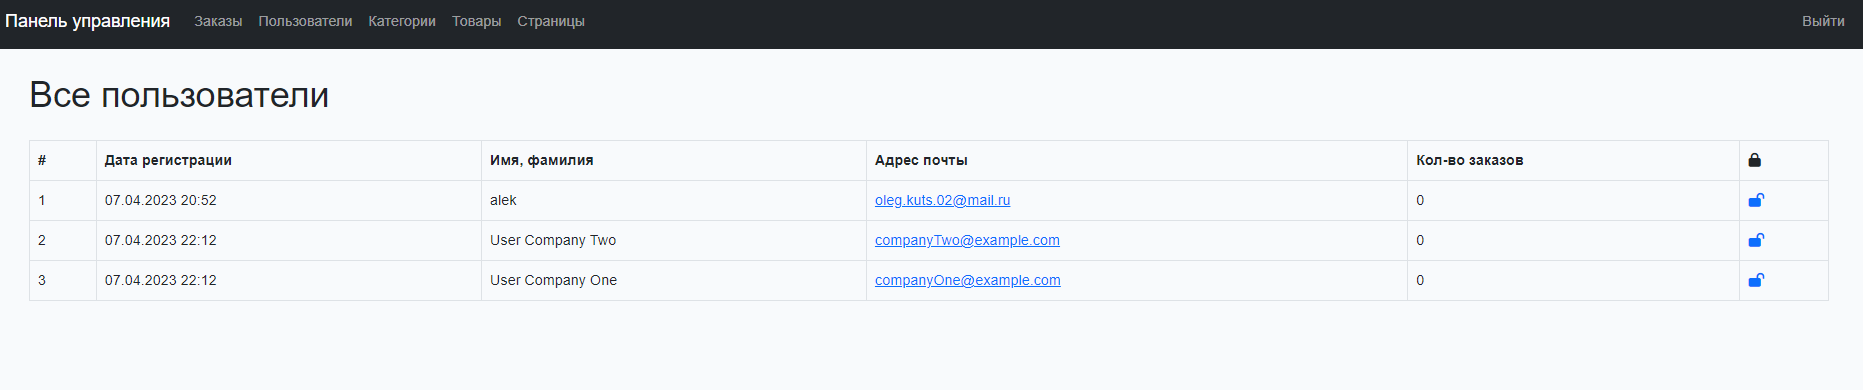 Панель управления Заказы Пользователи Категории Товары Страницы Выйти
Все пользователи
# Дата регистрации Имя, фамилия Адрес почты Кол-во заказов
1 07.04.2023 20:52 alek oleg.kuts.02@mail.ru 0
2 07.04.2023 22:12 User Company Two companyTwo@example.com 0
3 07.04.2023 22:12 User Company One companyOne@example.com 0